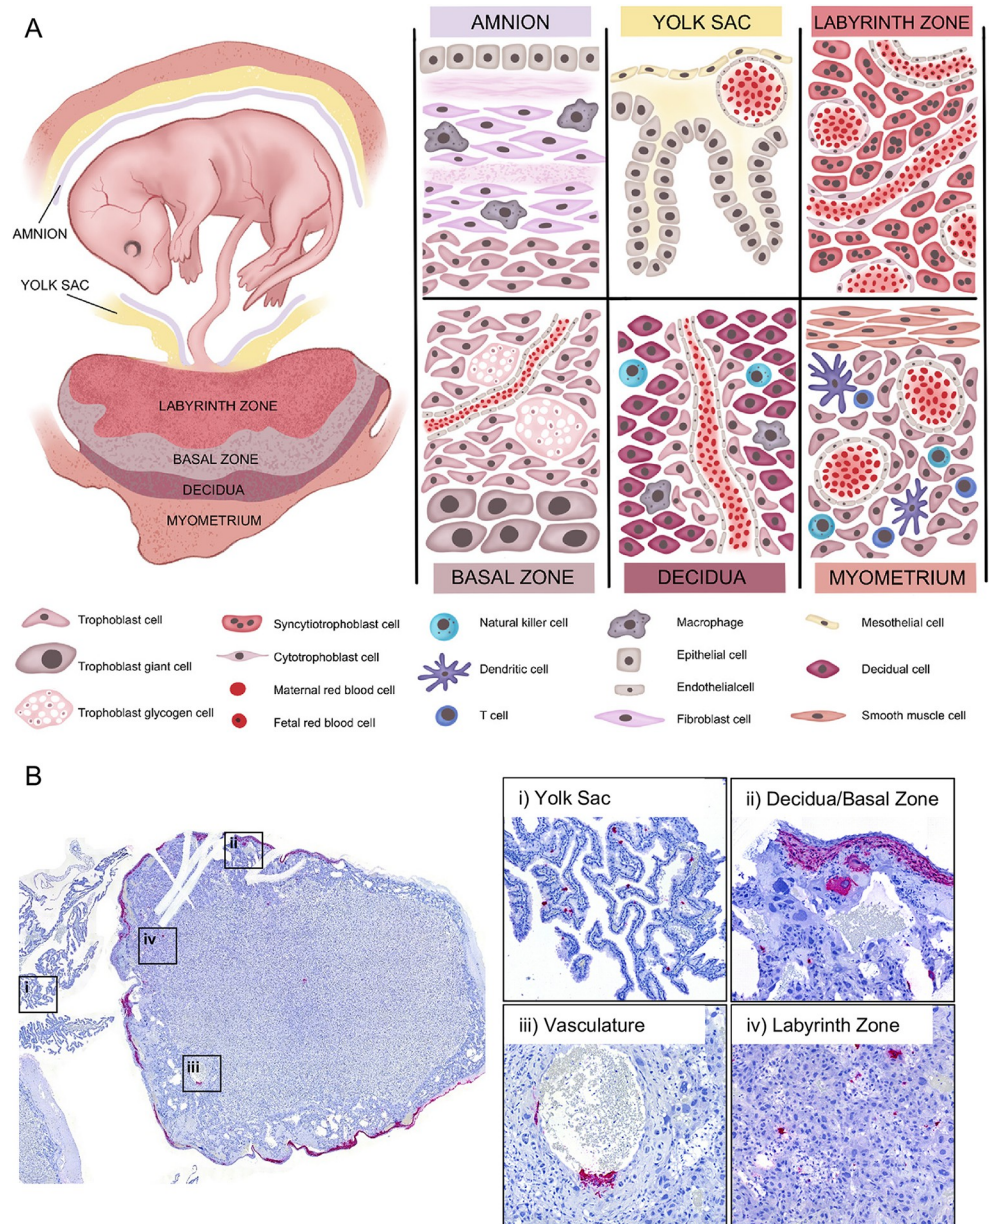 A
AMNION
YOLK SAC
LABYRINTH ZONE
BASAL ZONE
DECIDUA
MYOMETRIUM
AMNION
YOLK SAC
LABYRINTH ZONE
BASAL ZONE
DECIDUA
MYOMETRIUM
Trophoblast cell
Trophoblast giant cell
Trophoblast glycogen cell
Syncytiotrophoblast cell
Cytotrophoblast cell
Maternal red blood cell
Fetal red blood cell
Natural killer cell
Dendritic cell
T cell
Macrophage
Epithelial cell
Endothelialcell
Fibroblast cell
Mesothelial cell
Decidual cell
Smooth muscle cell
B
i
ii
iv
iii
i) Yolk Sac
ii) Decidua/Basal Zone
iii) Vasculature
iv) Labyrinth Zone